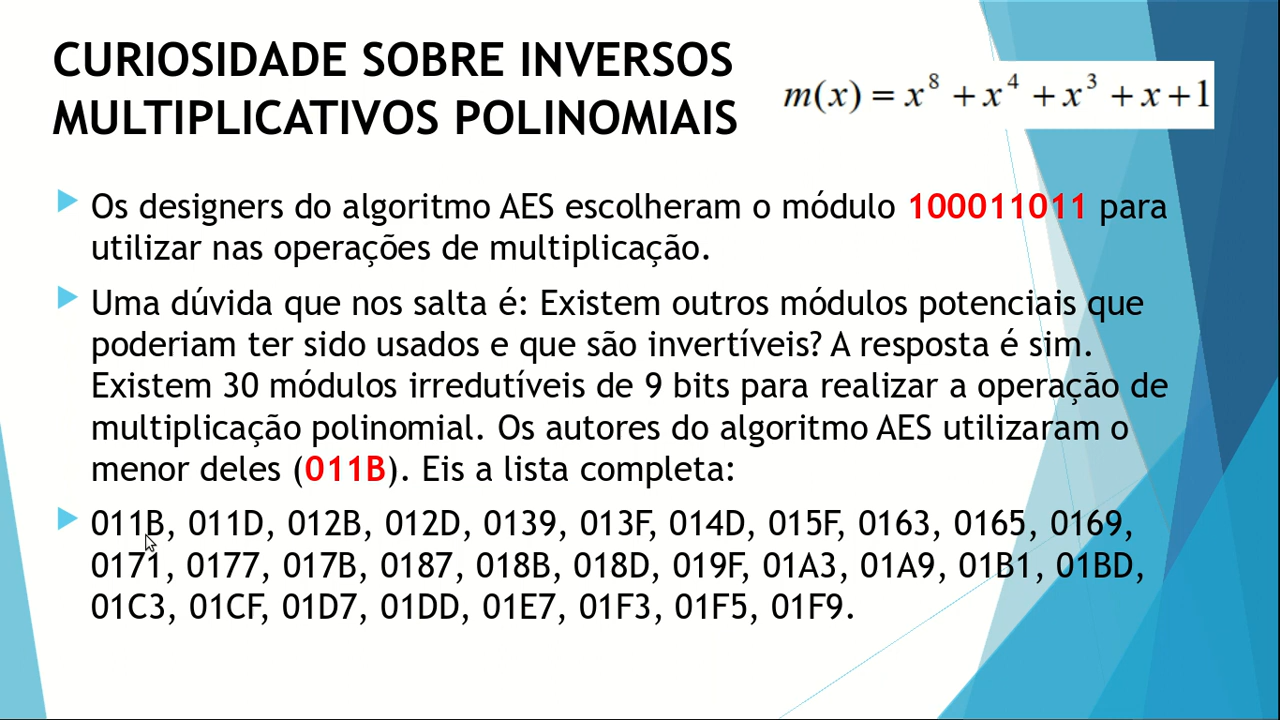 CURIOSIDADE SOBRE INVERSOS
MULTIPLICATIVOS POLINOMIAIS
m(x) = x⁸ + x⁴ + x³ + x + 1
Os designers do algoritmo AES escolheram o módulo 100011011 para
utilizar nas operações de multiplicação.
Uma dúvida que nos salta é: Existem outros módulos potenciais que
poderiam ter sido usados e que são invertíveis? A resposta é sim.
Existem 30 módulos irredutíveis de 9 bits para realizar a operação de
multiplicação polinomial. Os autores do algoritmo AES utilizaram o
menor deles (011B). Eis a lista completa:
011B, 011D, 012B, 012D, 0139, 013F, 014D, 015F, 0163, 0165, 0169,
0171, 0177, 017B, 0187, 018B, 018D, 019F, 01A3, 01A9, 01B1, 01BD,
01C3, 01CF, 01D7, 01DD, 01E7, 01F3, 01F5, 01F9.